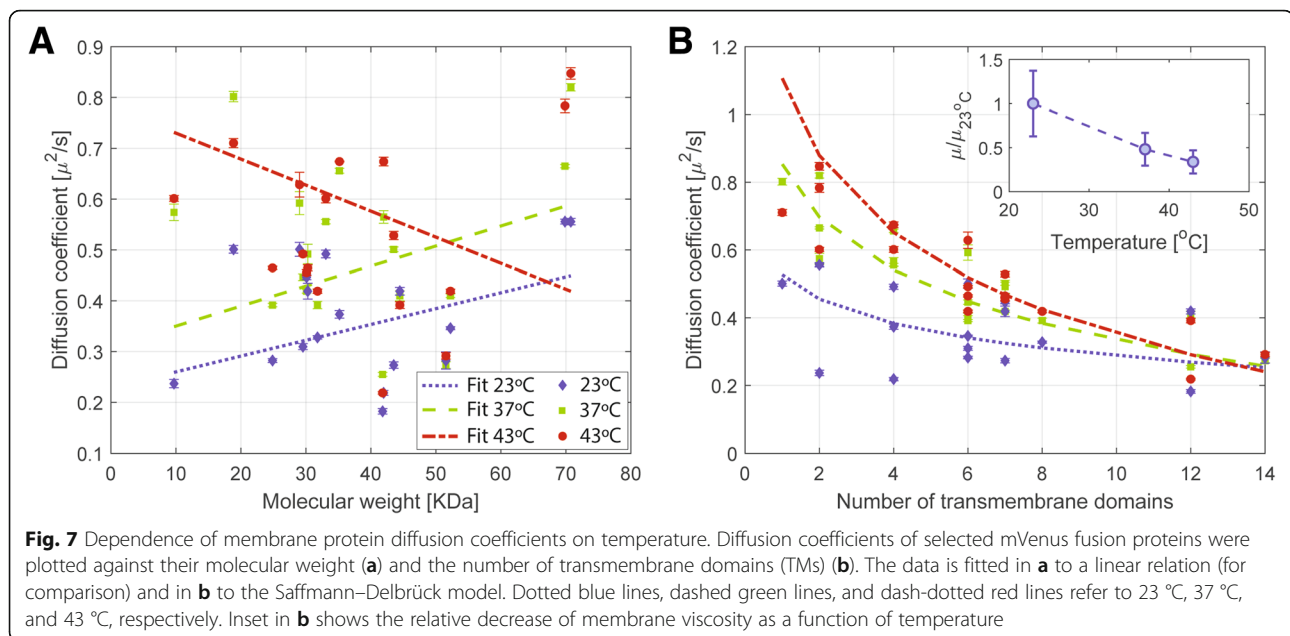 A
B
Diffusion coefficient [μ²/s]
0.9
0.8
0.7
0.6
0.5
0.4
0.3
0.2
0.1
0 10 20 30 40 50 60 70 80
Molecular weight [KDa]
Fit 23ºC 23ºC
Fit 37ºC 37ºC
Fit 43ºC 43ºC
Diffusion coefficient [μ²/s]
1.2
1
0.8
0.6
0.4
0.2
0
0 2 4 6 8 10 12 14
Number of transmembrane domains
μ/μ23°C
1.5
1
0.5
0
20 30 40 50
Temperature [°C]
Fig. 7 Dependence of membrane protein diffusion coefficients on temperature. Diffusion coefficients of selected mVenus fusion proteins were
plotted against their molecular weight (a) and the number of transmembrane domains (TMs) (b). The data is fitted in a to a linear relation (for
comparison) and in b to the Saffmann–Delbrück model. Dotted blue lines, dashed green lines, and dash-dotted red lines refer to 23 °C, 37 °C,
and 43 °C, respectively. Inset in b shows the relative decrease of membrane viscosity as a function of temperature